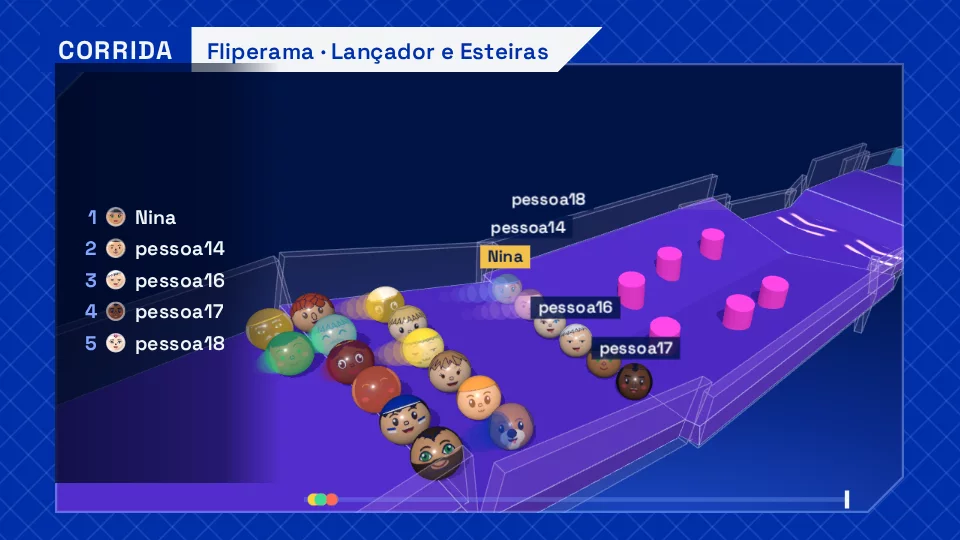 CORRIDA
Fliperama · Lançador e Esteiras
1 Nina
2 pessoa14
3 pessoa16
4 pessoa17
5 pessoa18
pessoa18
pessoa14
Nina
pessoa16
pessoa17